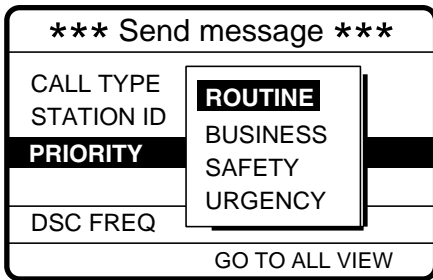 *** Send message ***
CALL TYPE
STATION ID
PRIORITY
ROUTINE
BUSINESS
SAFETY
URGENCY
DSC FREQ
GO TO ALL VIEW